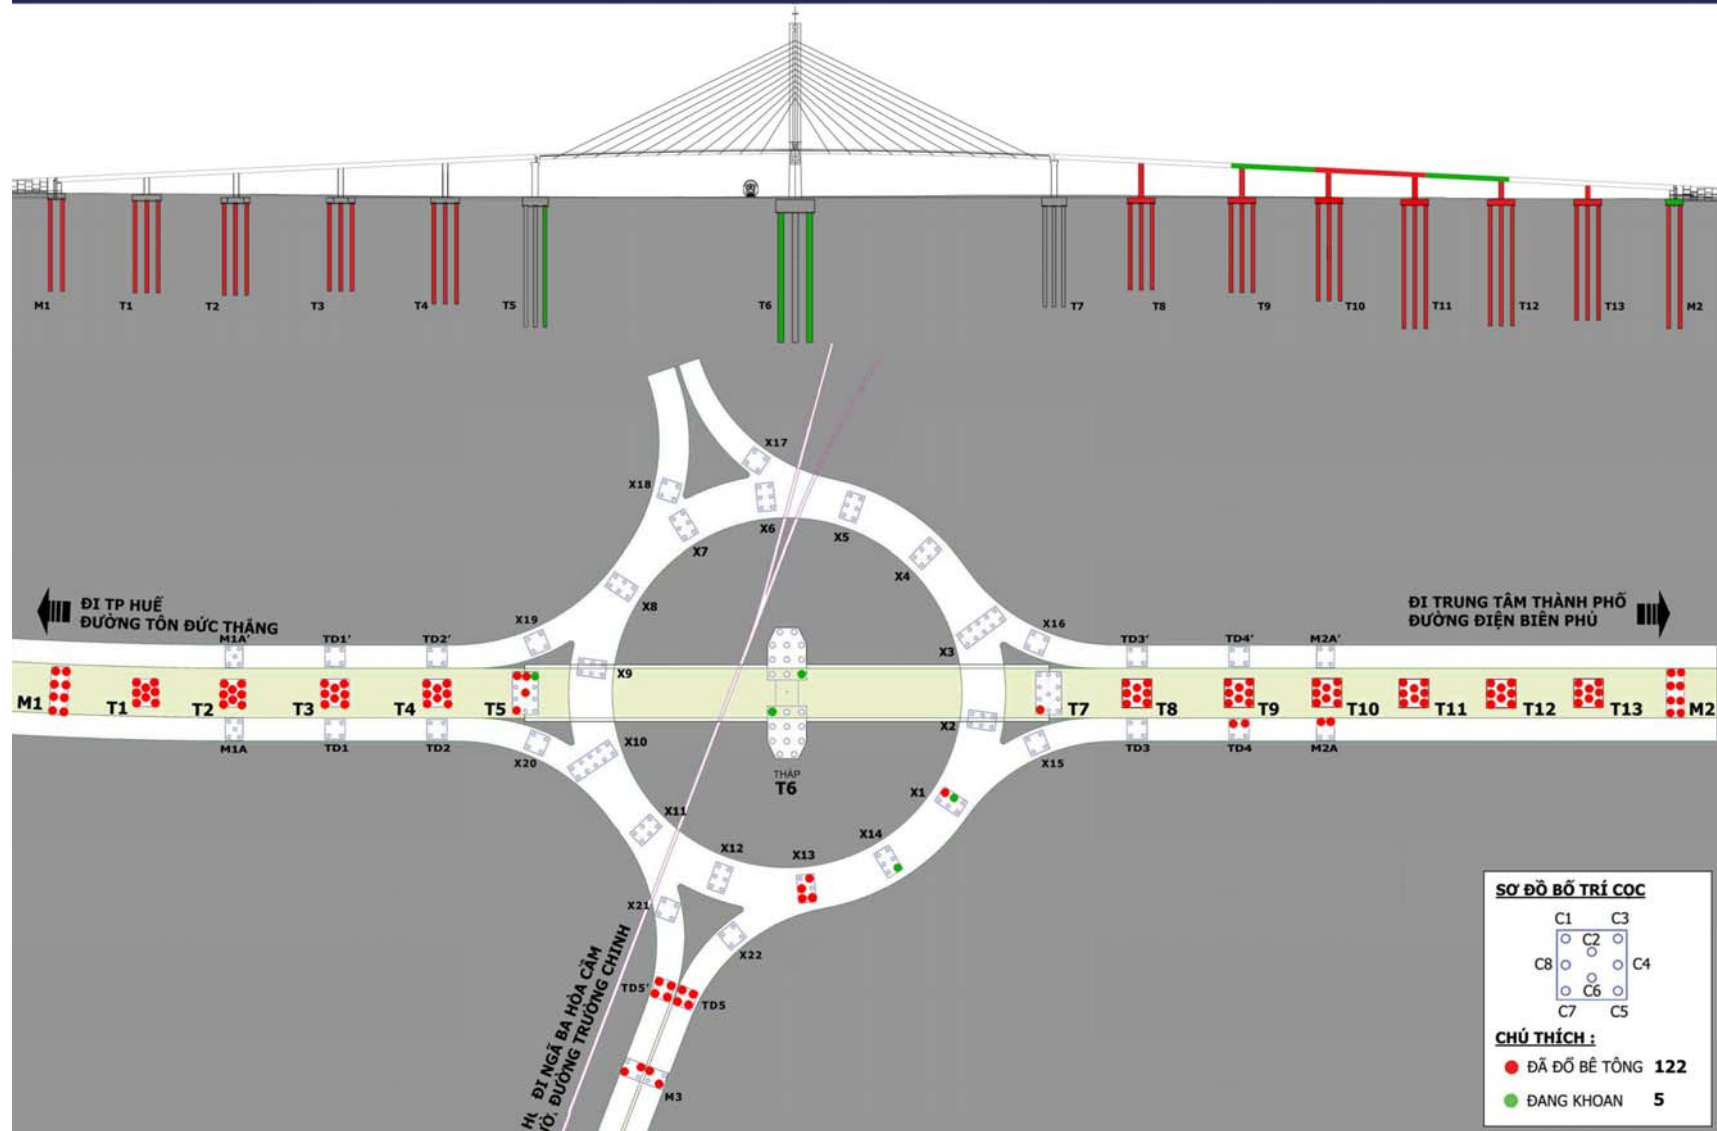 M1
T1
T2
T3
T4
T5
T6
T7
T8
T9
T10
T11
T12
T13
M2
X17
X18
X6
X5
X7
X4
X8
ĐI TP HUẾ
ĐƯỜNG TÔN ĐỨC THẮNG
ĐI TRUNG TÂM THÀNH PHỐ
ĐƯỜNG ĐIỆN BIÊN PHỦ
X19
X16
X3
M1A'
TD1'
TD2'
TD3'
TD4'
M2A'
X9
M1
T1
T2
T3
T4
T5
T7
T8
T9
T10
T11
T12
T13
M2
X2
M1A
TD1
TD2
X20
X10
X15
TD3
TD4
M2A
THÁP
T6
X1
X11
X14
X12
X13
X21
X22
TD5'
TD5
M3
ĐI NGÃ BA HÒA CẦM
ĐƯỜNG TRƯỜNG CHINH
SƠ ĐỒ BỐ TRÍ CỌC
C1 C3
C2
C8 C4
C6
C7 C5
CHÚ THÍCH :
ĐÃ ĐỔ BÊ TÔNG 122
ĐANG KHOAN 5